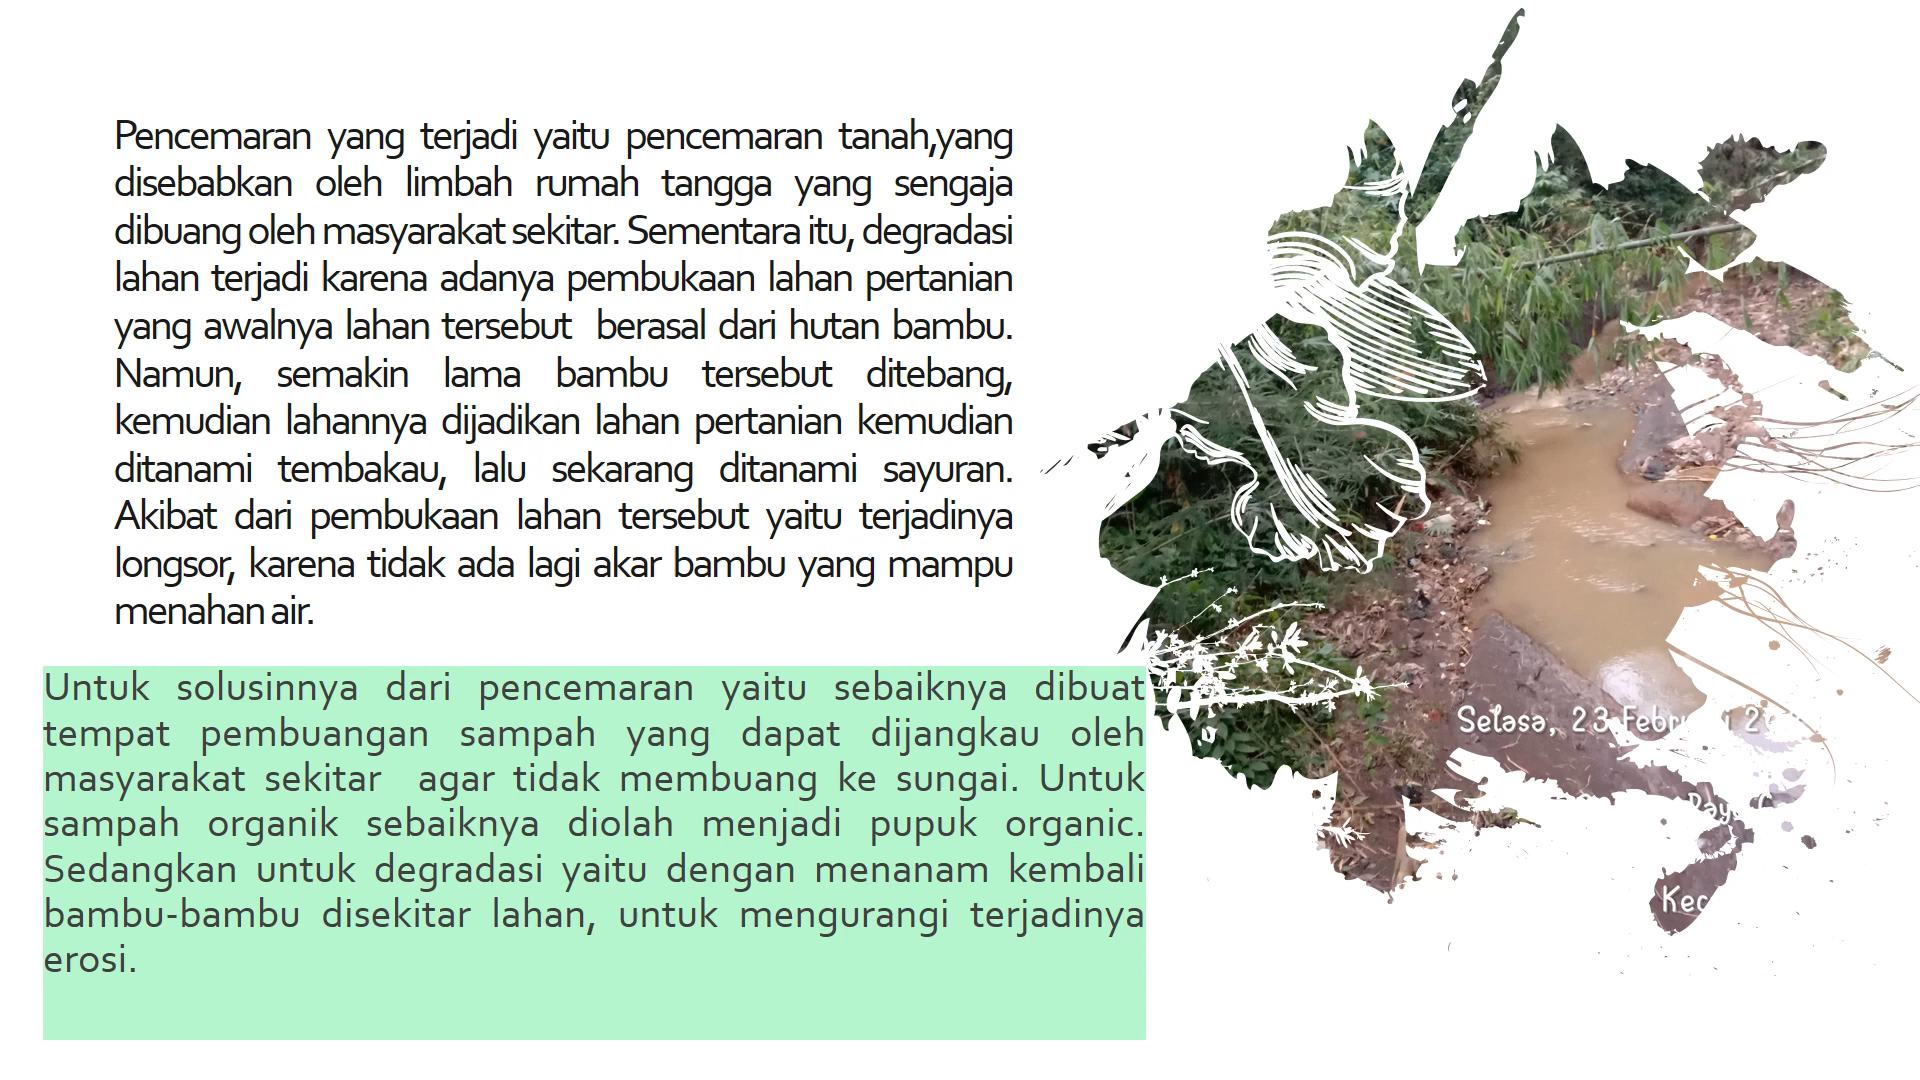 Pencemaran yang terjadi yaitu pencemaran tanah,yang
disebabkan oleh limbah rumah tangga yang sengaja
dibuang oleh masyarakat sekitar. Sementara itu, degradasi
lahan terjadi karena adanya pembukaan lahan pertanian
yang awalnya lahan tersebut berasal dari hutan bambu.
Namun, semakin lama bambu tersebut ditebang,
kemudian lahannya dijadikan lahan pertanian kemudian
ditanami tembakau, lalu sekarang ditanami sayuran.
Akibat dari pembukaan lahan tersebut yaitu terjadinya
longsor, karena tidak ada lagi akar bambu yang mampu
menahan air.
Untuk solusinnya dari pencemaran yaitu sebaiknya dibuat
tempat pembuangan sampah yang dapat dijangkau oleh
masyarakat sekitar agar tidak membuang ke sungai. Untuk
sampah organik sebaiknya diolah menjadi pupuk organic.
Sedangkan untuk degradasi yaitu dengan menanam kembali
bambu-bambu disekitar lahan, untuk mengurangi terjadinya
erosi.
Selasa, 23